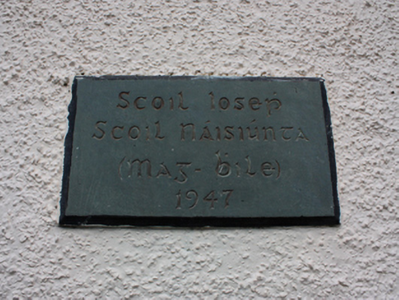 Scoil Iosep̄
Scoil Náisiúnta
(Mag- Ḃile)
1947